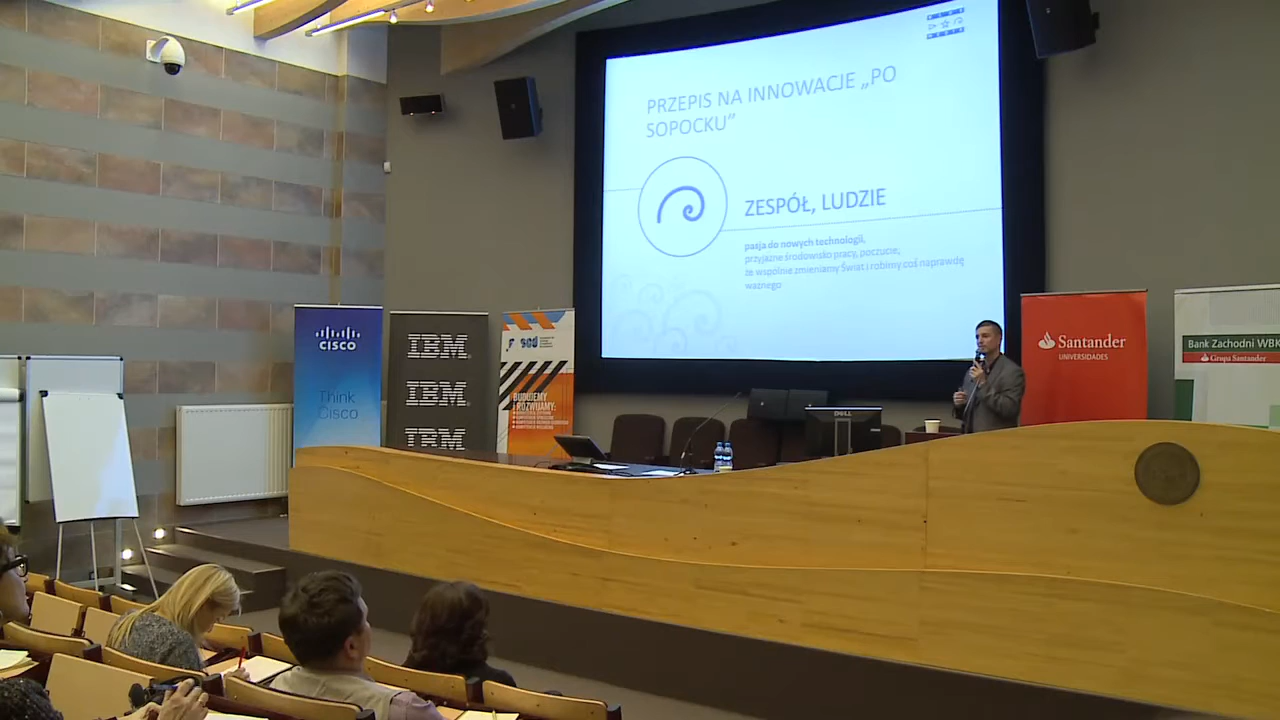 PRZEPIS NA INNOWACJE „PO
SOPOCKU”
ZESPÓŁ, LUDZIE
pasja do nowych technologii,
przyjazne środowisko pracy, poczucie;
że wspólnie zmieniamy Świat i robimy coś naprawdę
ważnego
CISCO
Think
Cisco
IBM
IBM
IBM
BUDUJEMY
i ROZWIJAMY:
DELL
Santander
UNIVERSIDADES
Bank Zachodni WBK
Grupa Santander